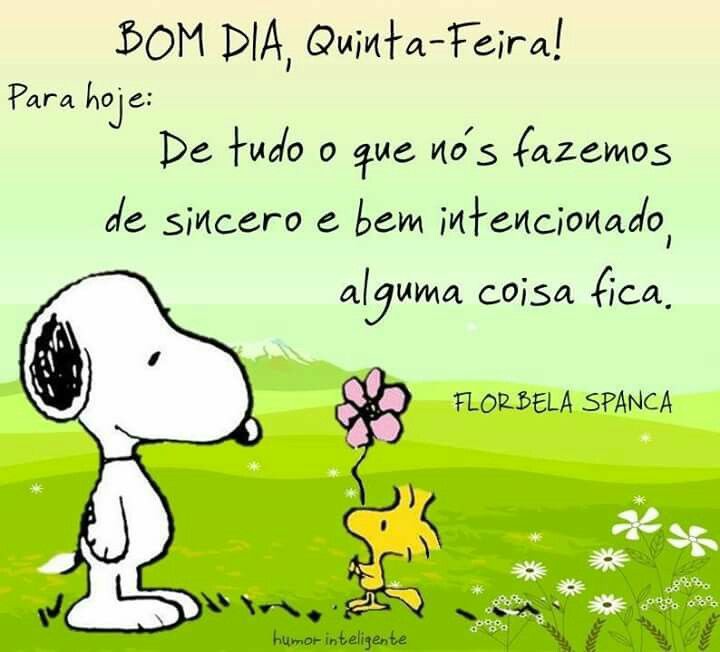 BOM DIA, Quinta-Feira!
Para hoje:
De tudo o que nós fazemos
de sincero e bem intencionado,
alguma coisa fica.
FLORBELA SPANCA
humor inteligente